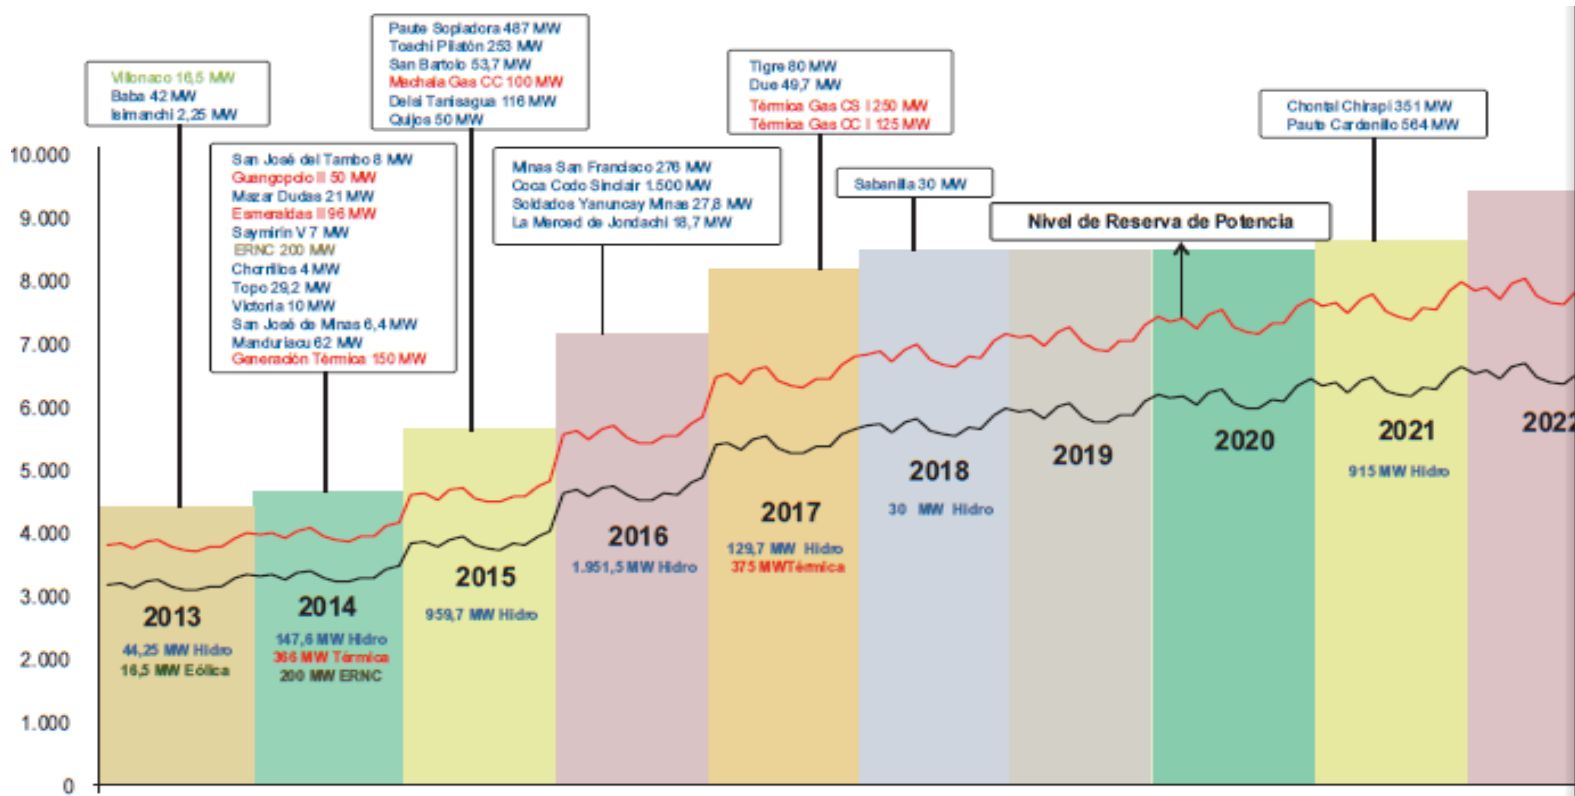 Villonaco 16,5 MW
Baba 42 MW
Isimanchi 2,25 MW
San José del Tambo 8 MW
Guangopolo II 50 MW
Mazar Dudas 21 MW
Esmeraldas II 96 MW
Saymirin V 7 MW
ERNC 200 MW
Chorrillos 4 MW
Topo 29,2 MW
Victoria 10 MW
San José de Minas 6,4 MW
Manduriacu 62 MW
Generación Térmica 150 MW
Paute Sopladora 487 MW
Toachi Pilatón 253 MW
San Bartolo 53,7 MW
Machala Gas CC 100 MW
Delsi Tanisagua 116 MW
Quijos 50 MW
Minas San Francisco 276 MW
Coca Codo Sinclair 1.500 MW
Soldados Yanuncay Minas 27,8 MW
La Merced de Jondachi 18,7 MW
Tigre 80 MW
Due 49,7 MW
Térmica Gas CS I 250 MW
Térmica Gas CC I 125 MW
Sabanilla 30 MW
Nivel de Reserva de Potencia
Chontal Chirapi 351 MW
Paute Cardenillo 564 MW
10.000
9.000
8.000
7.000
6.000
5.000
4.000
3.000
2.000
1.000
0
2013
44,25 MW Hidro
16,5 MW Eólica
2014
147,6 MW Hidro
366 MW Térmica
200 MW ERNC
2015
959,7 MW Hidro
2016
1.951,5 MW Hidro
2017
129,7 MW Hidro
375 MWTérmica
2018
30 MW Hidro
2019
2020
2021
915 MW Hidro
2022